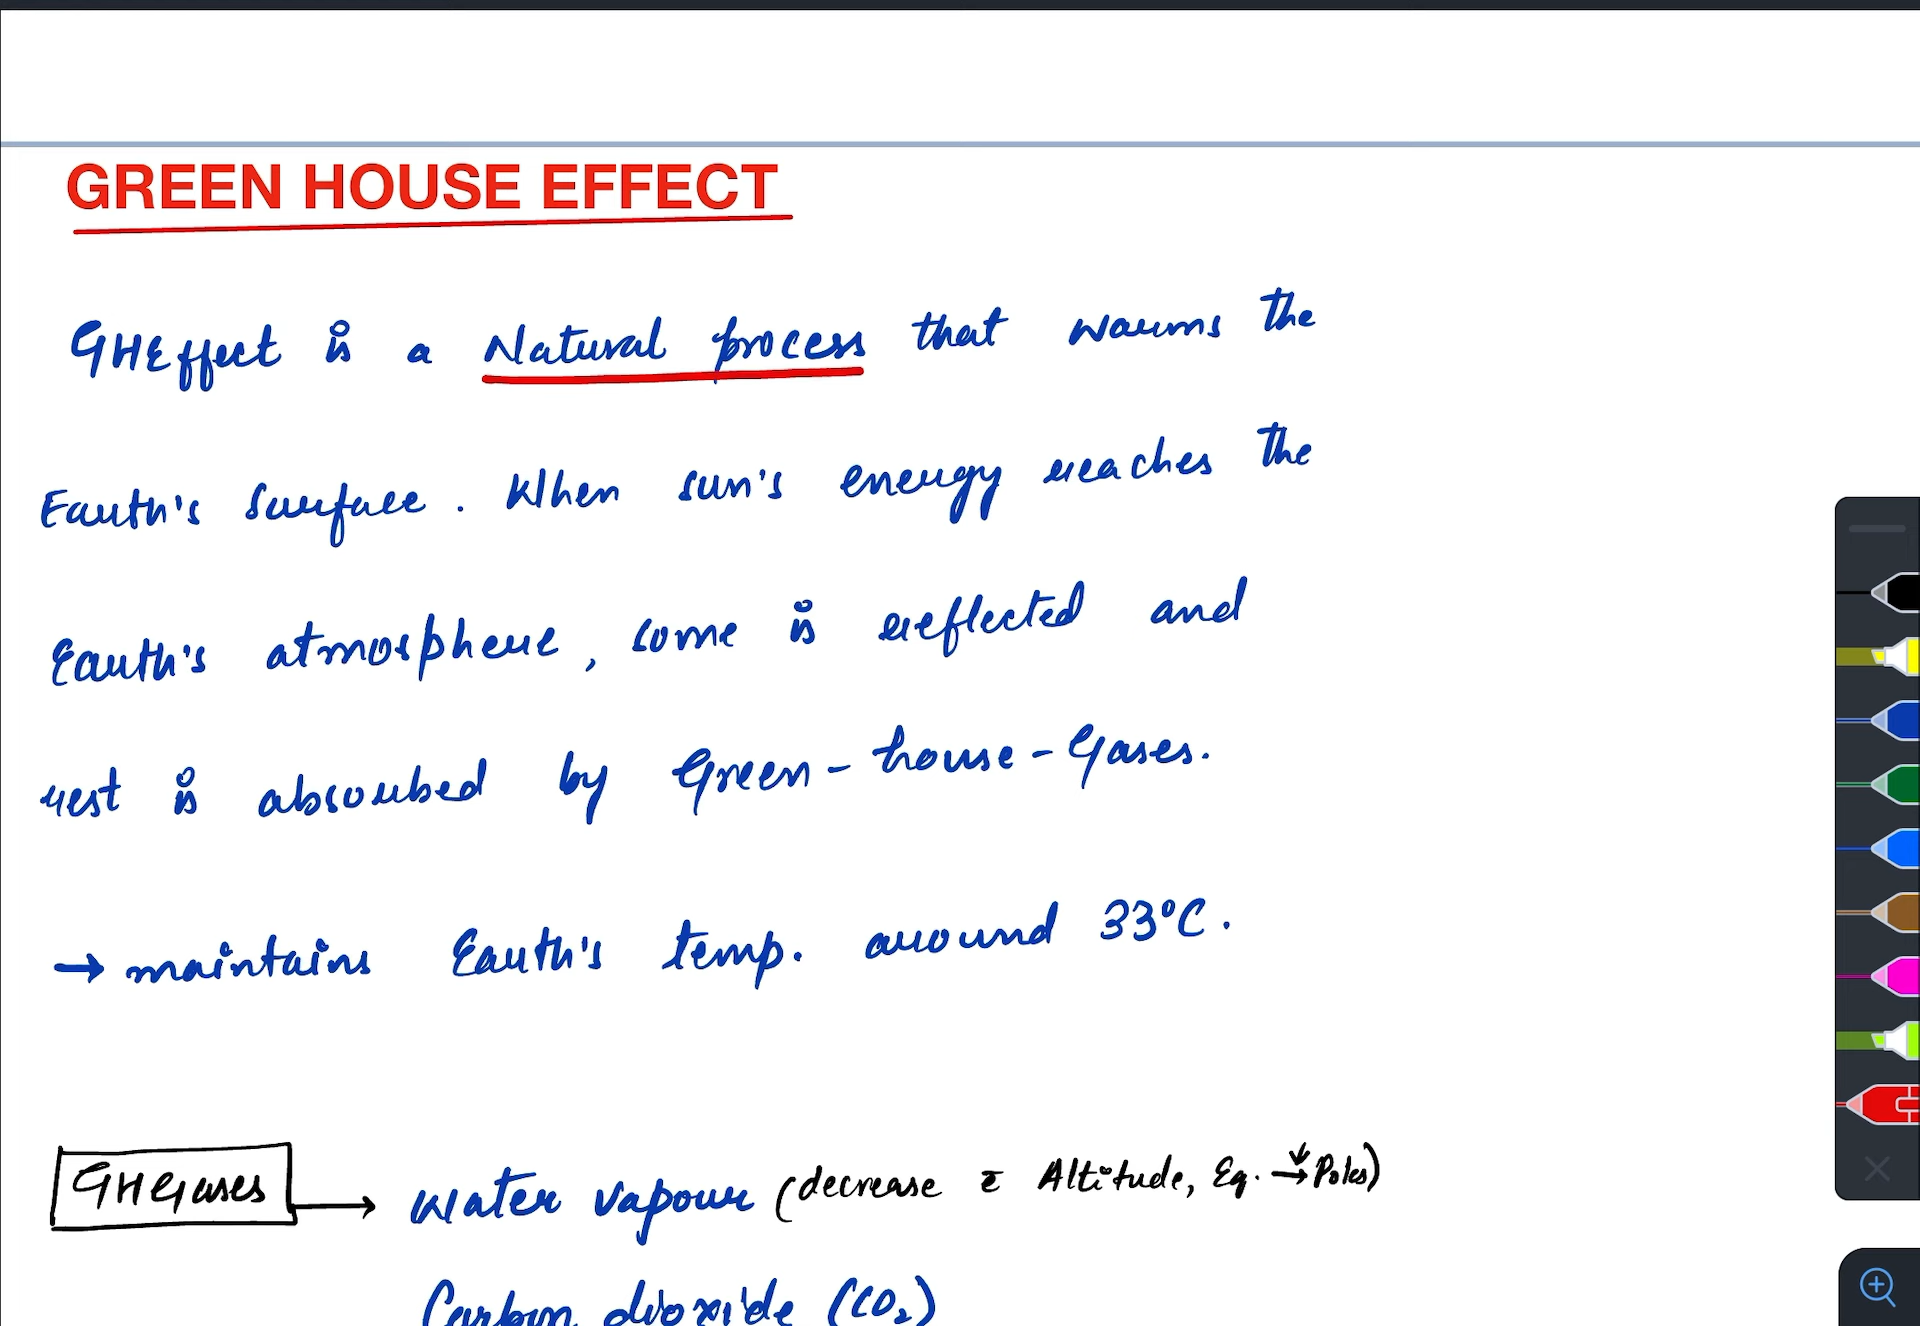 GREEN HOUSE EFFECT
GHEffect is a Natural process that warms the
Earth's surface. When sun's energy reaches the
Earth's atmosphere, some is reflected and
rest is absorbed by Green-house-Gases.
→ maintains Earth's temp. around 33°C.
GHGases → Water vapour (decrease c̄ Altitude, Eq. → Poles)
Carbon dioxide (CO₂)